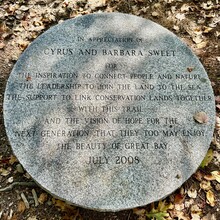 IN APPRECIATION OF
CYRUS AND BARBARA SWEET
FOR
THE INSPIRATION TO CONNECT PEOPLE AND NATURE
THE LEADERSHIP TO JOIN THE LAND TO THE SEA
THE SUPPORT TO LINK CONSERVATION LANDS TOGETHER
WITH THIS TRAIL
AND THE VISION OF HOPE FOR THE
NEXT GENERATION THAT THEY TOO MAY ENJOY
THE BEAUTY OF GREAT BAY
JULY 2008